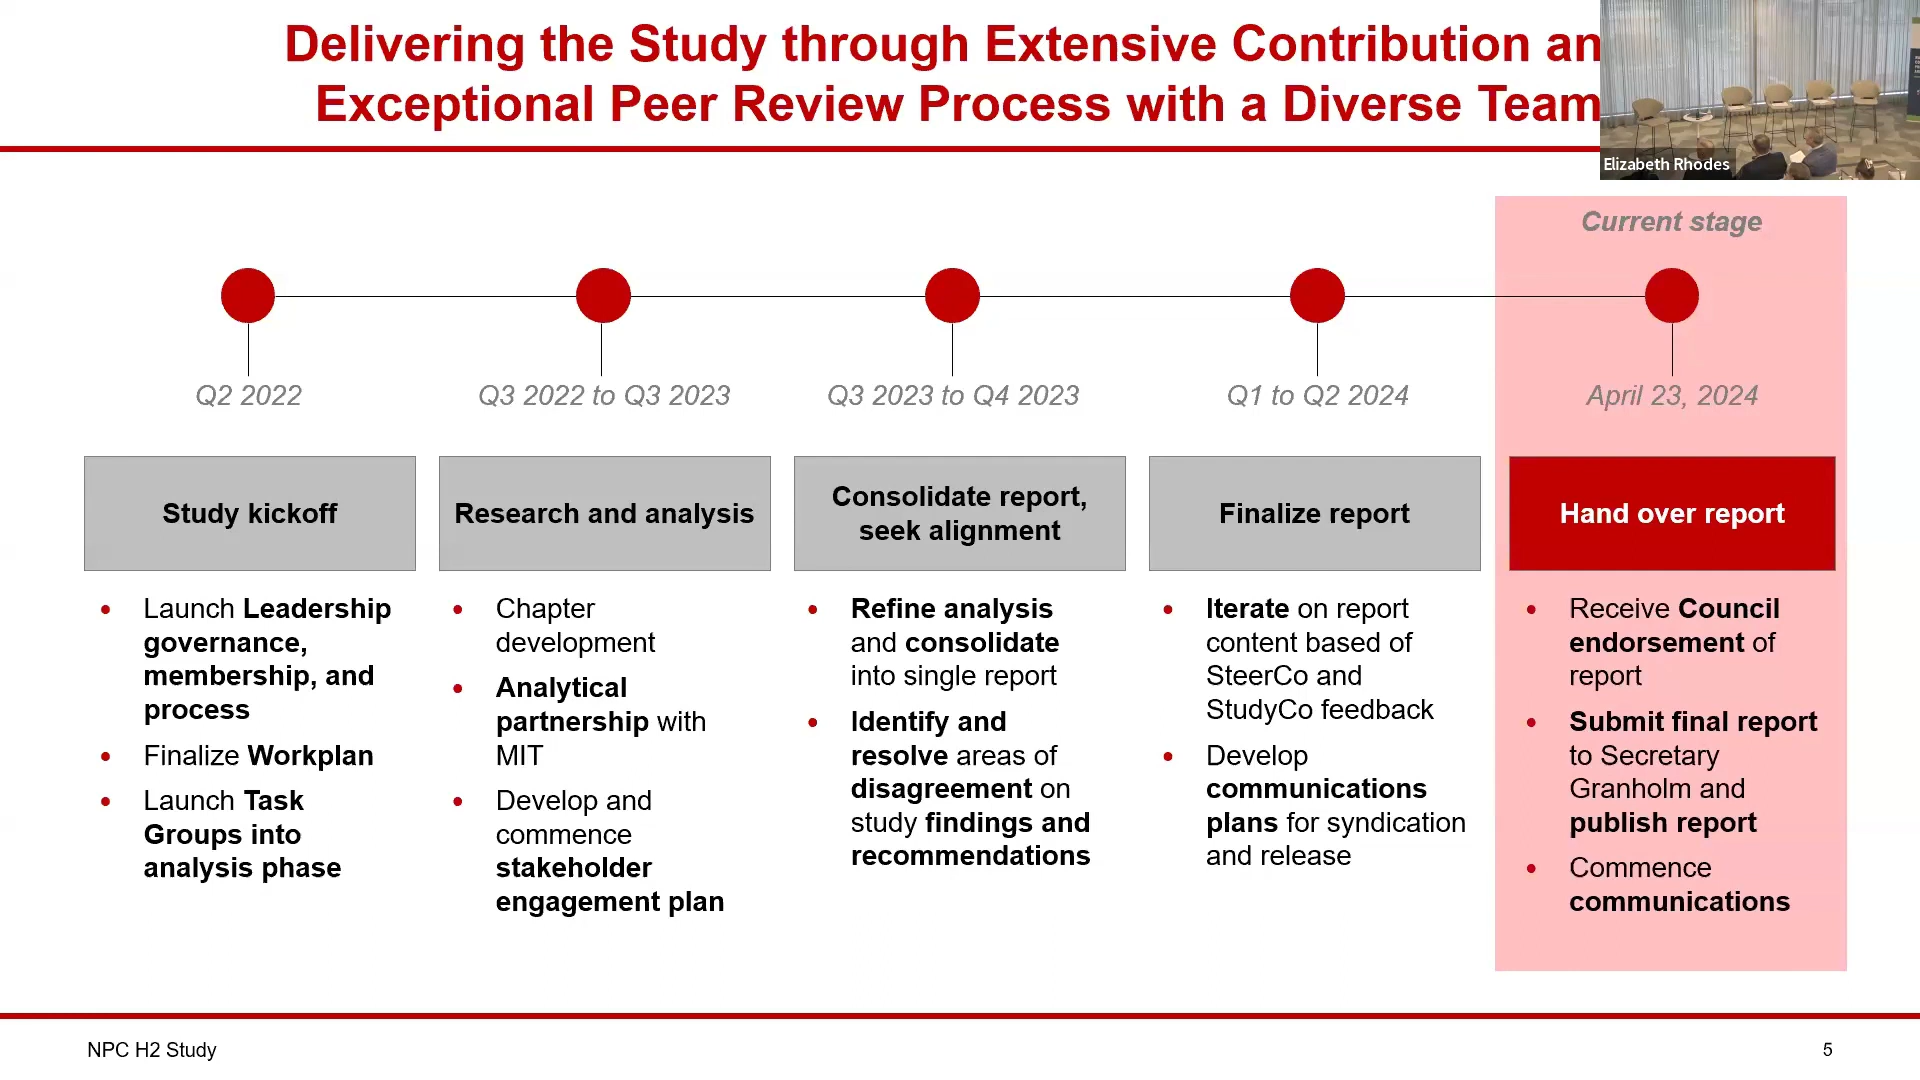 Delivering the Study through Extensive Contribution an
Exceptional Peer Review Process with a Diverse Team
Elizabeth Rhodes
Current stage
Q2 2022
Q3 2022 to Q3 2023
Q3 2023 to Q4 2023
Q1 to Q2 2024
April 23, 2024
Study kickoff
Research and analysis
Consolidate report,
seek alignment
Finalize report
Hand over report
• Launch Leadership
governance,
membership, and
process
• Finalize Workplan
• Launch Task
Groups into
analysis phase
• Chapter
development
• Analytical
partnership with
MIT
• Develop and
commence
stakeholder
engagement plan
• Refine analysis
and consolidate
into single report
• Identify and
resolve areas of
disagreement on
study findings and
recommendations
• Iterate on report
content based of
SteerCo and
StudyCo feedback
• Develop
communications
plans for syndication
and release
• Receive Council
endorsement of
report
• Submit final report
to Secretary
Granholm and
publish report
• Commence
communications
NPC H2 Study
5